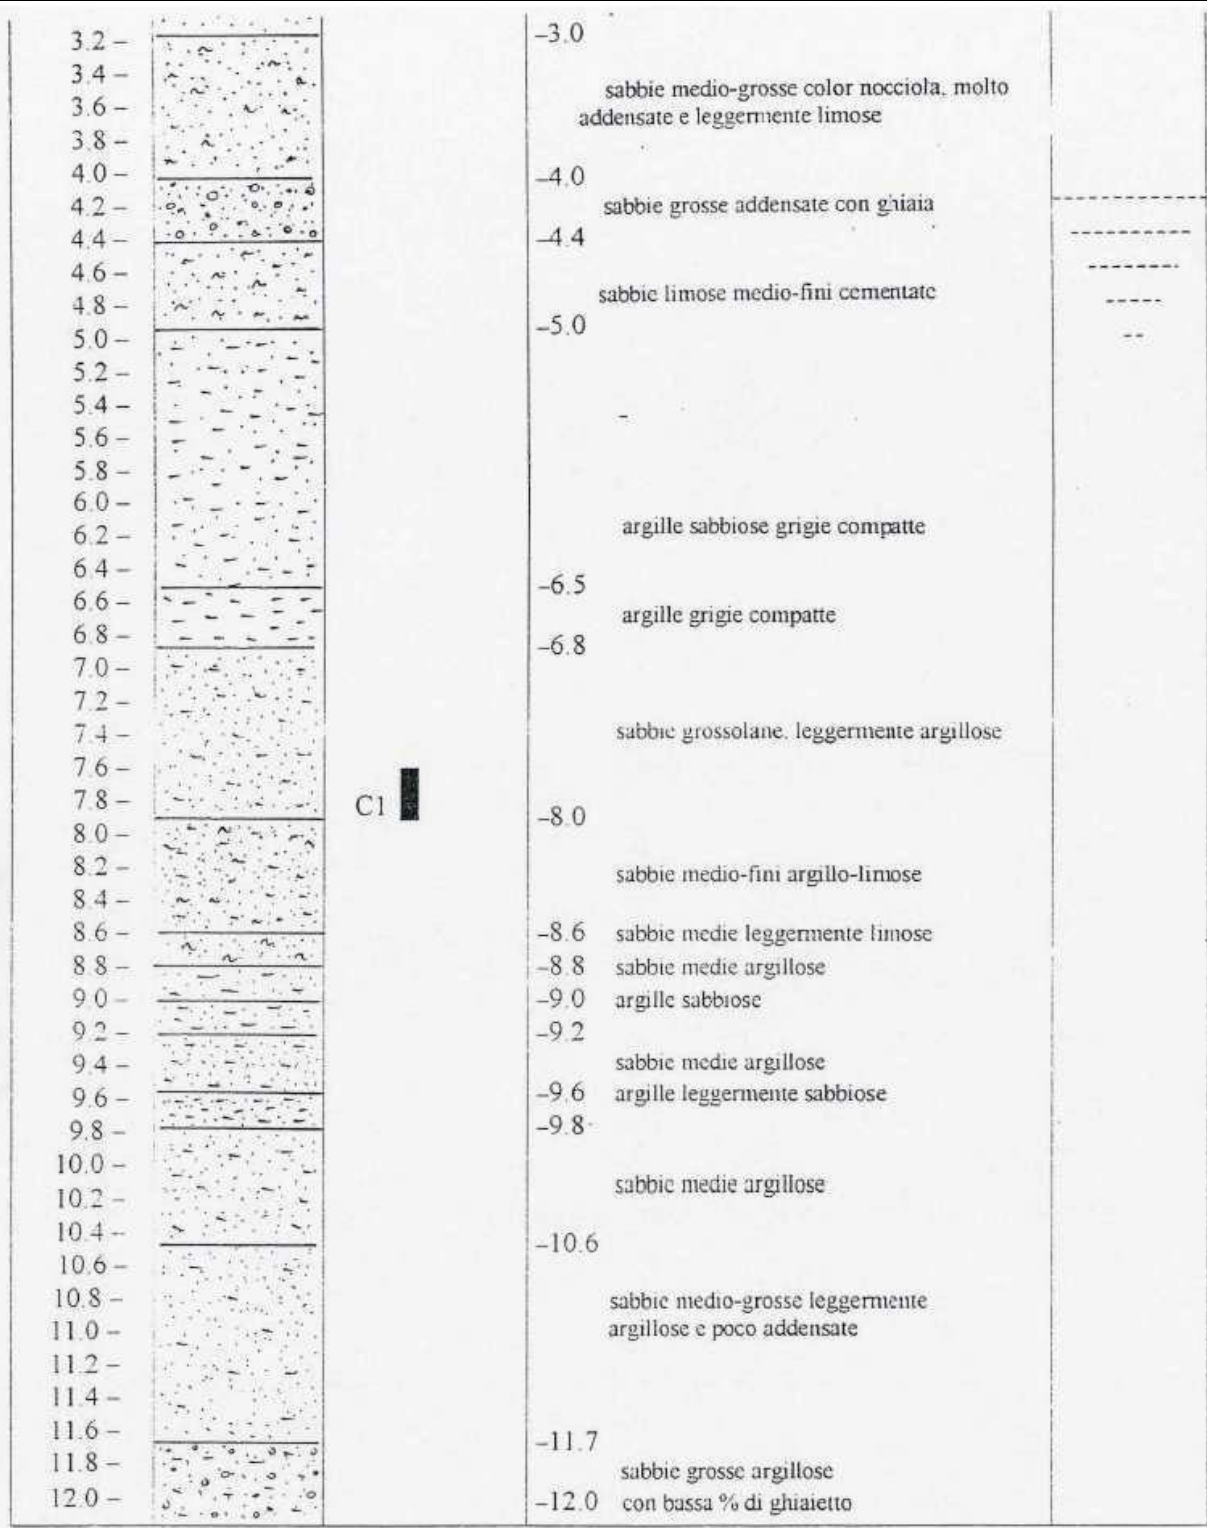 3.2 –
3.4 –
3.6 –
3.8 –
4.0 –
4.2 –
4.4 –
4.6 –
4.8 –
5.0 –
5.2 –
5.4 –
5.6 –
5.8 –
6.0 –
6.2 –
6.4 –
6.6 –
6.8 –
7.0 –
7.2 –
7.4 –
7.6 –
7.8 –
8.0 –
8.2 –
8.4 –
8.6 –
8.8 –
9.0 –
9.2 –
9.4 –
9.6 –
9.8 –
10.0 –
10.2 –
10.4 –
10.6 –
10.8 –
11.0 –
11.2 –
11.4 –
11.6 –
11.8 –
12.0 –
C1
–3.0
sabbie medio-grosse color nocciola, molto
addensate e leggermente limose
–4.0
sabbie grosse addensate con ghiaia
–4.4
sabbie limose medio-fini cementate
–5.0
argille sabbiose grigie compatte
–6.5
argille grigie compatte
–6.8
sabbie grossolane, leggermente argillose
–8.0
sabbie medio-fini argillo-limose
–8.6 sabbie medie leggermente limose
–8.8 sabbie medie argillose
–9.0 argille sabbiose
–9.2
sabbie medie argillose
–9.6 argille leggermente sabbiose
–9.8
sabbie medie argillose
–10.6
sabbie medio-grosse leggermente
argillose e poco addensate
–11.7
sabbie grosse argillose
–12.0 con bassa % di ghiaietto